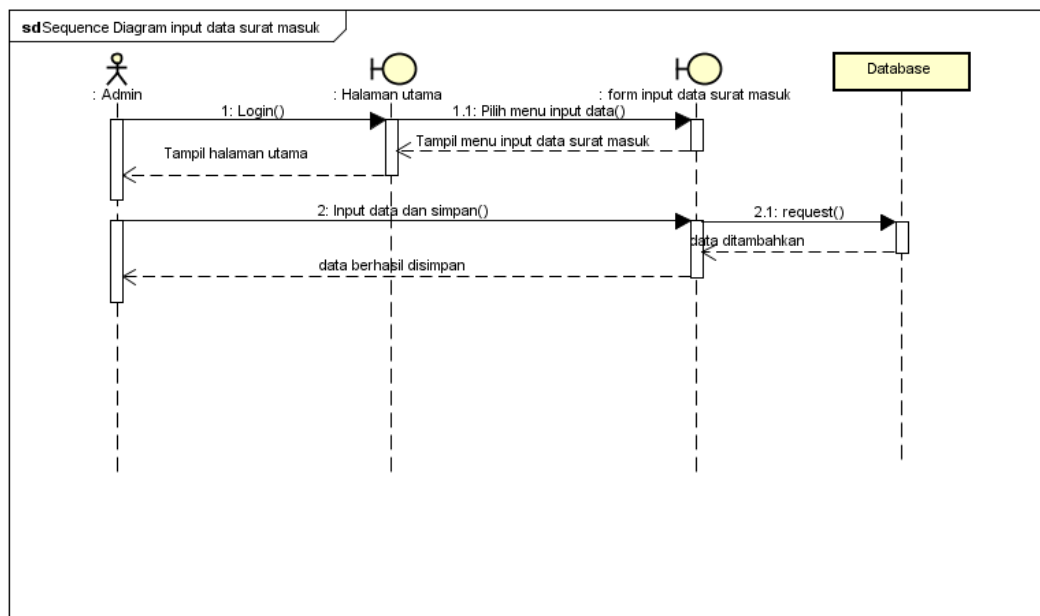 sd Sequence Diagram input data surat masuk
: Admin
: Halaman utama
: form input data surat masuk
Database
1: Login()
1.1: Pilih menu input data()
Tampil menu input data surat masuk
Tampil halaman utama
2: Input data dan simpan()
2.1: request()
data ditambahkan
data berhasil disimpan